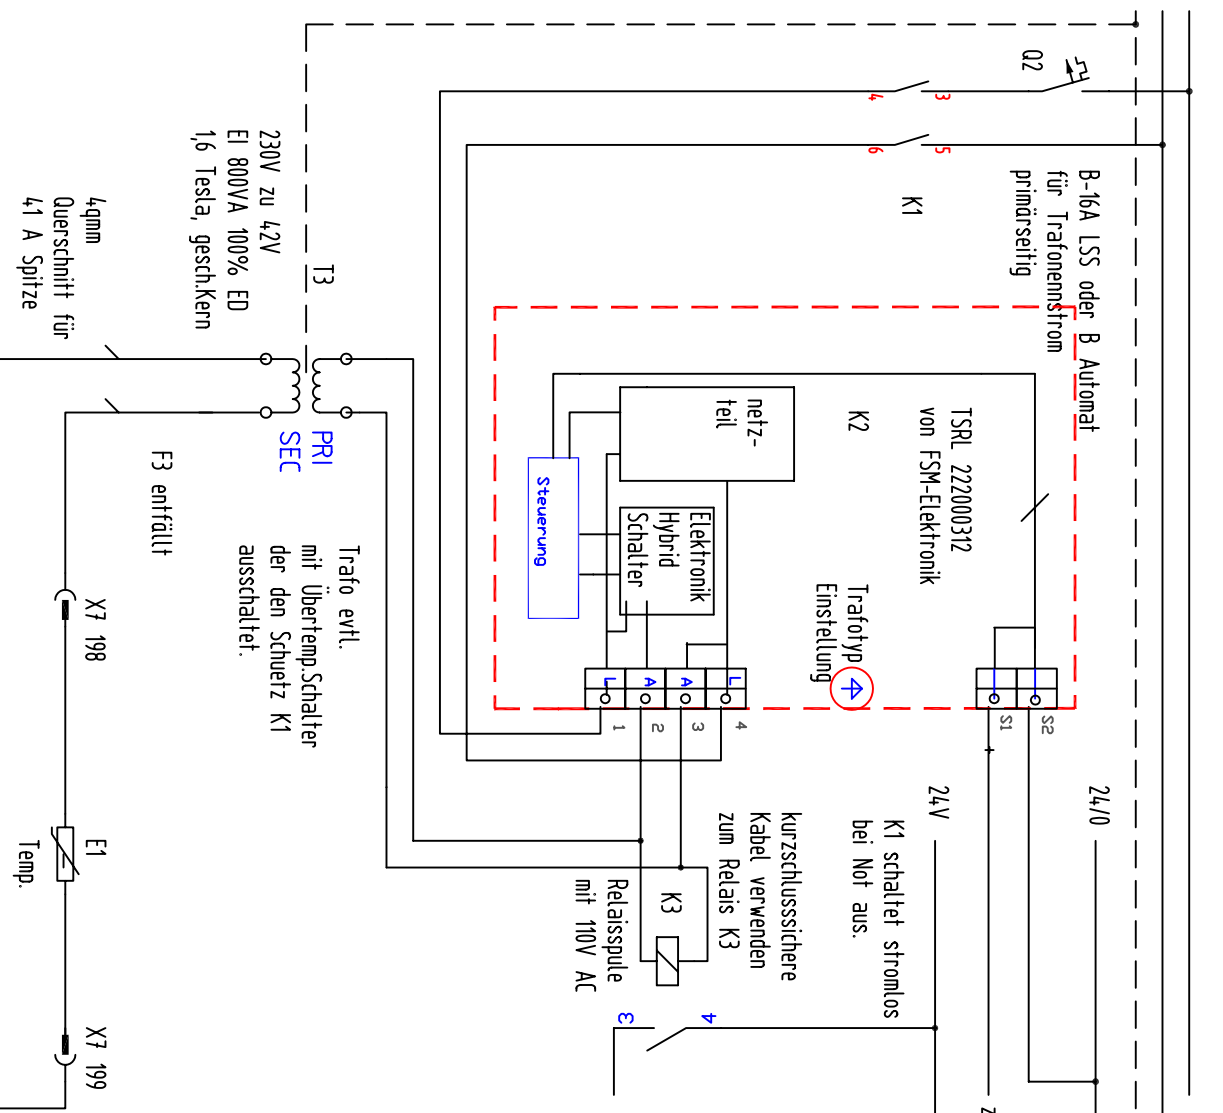 Q2
3
4
5
6
K1
B-16A LSS oder B Automat
für Trafonennstrom
primärseitig
230V zu 42V
EI 800VA 100% ED
1,6 Tesla, gesch.Kern
T3
4qmm
Querschnitt für
41 A Spitze
PRI
SEC
F3 entfällt
TSRL 222000312
von FSM-Elektronik
K2
netz-
teil
Steuerung
Elektronik
Hybrid
Schalter
Trafotyp
Einstellung
L
A
A
L
1
2
3
4
S1
S2
+
Trafo evtl.
mit Übertemp.Schalter
der den Schuetz K1
ausschaltet.
X7 198
24/0
24V
K1 schaltet stromlos
bei Not aus.
kurzschlusssichere
Kabel verwenden
zum Relais K3
K3
Relaisspule
mit 110V AC
E1
Temp.
4
3
X7 199